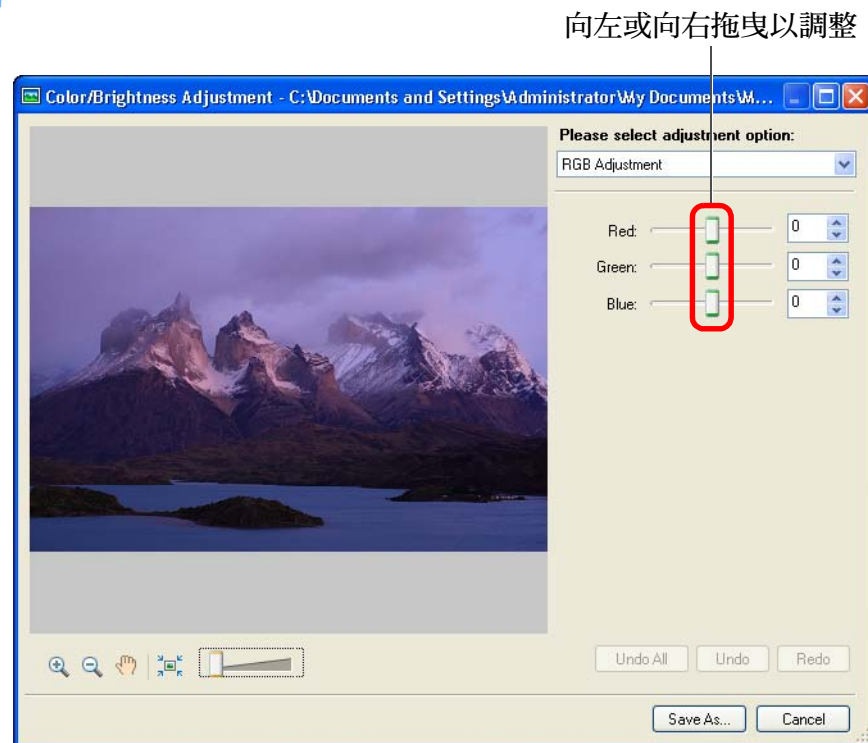 向左或向右拖曳以調整
Color/Brightness Adjustment - C:\Documents and Settings\Administrator\My Documents\M...
Please select adjustment option:
RGB Adjustment
Red: 0
Green: 0
Blue: 0
Undo All Undo Redo
Save As... Cancel